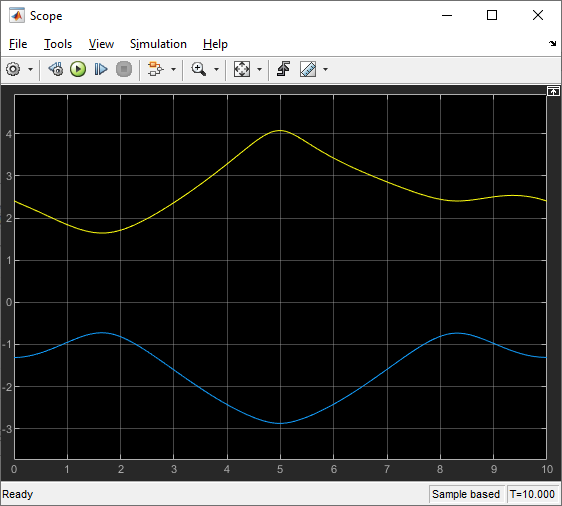 Scope
File Tools View Simulation Help
4
3
2
1
0
-1
-2
-3
0 1 2 3 4 5 6 7 8 9 10
Ready Sample based T=10.000